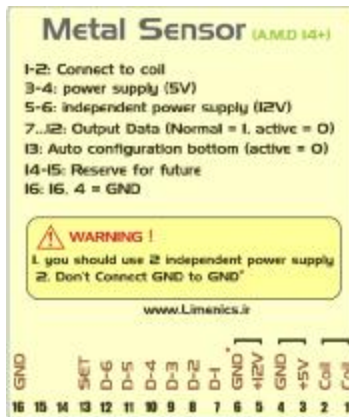 Metal Sensor (A.M.D 14+)
1-2: Connect to coil
3-4: power supply (5V)
5-6: independent power supply (12V)
7...12: Output Data (Normal = 1, active = 0)
13: Auto configuration bottom (active = 0)
14-15: Reserve for future
16: 16, 4 = GND
WARNING !
1. you should use 2 independent power supply
2. Don't Connect GND to GND*
www.Limenics.ir
GND SET D-6 D-5 D-4 D-3 D-2 D-1 GND* +12V GND +5V Coil Coil
16 15 14 13 12 11 10 9 8 7 6 5 4 3 2 1